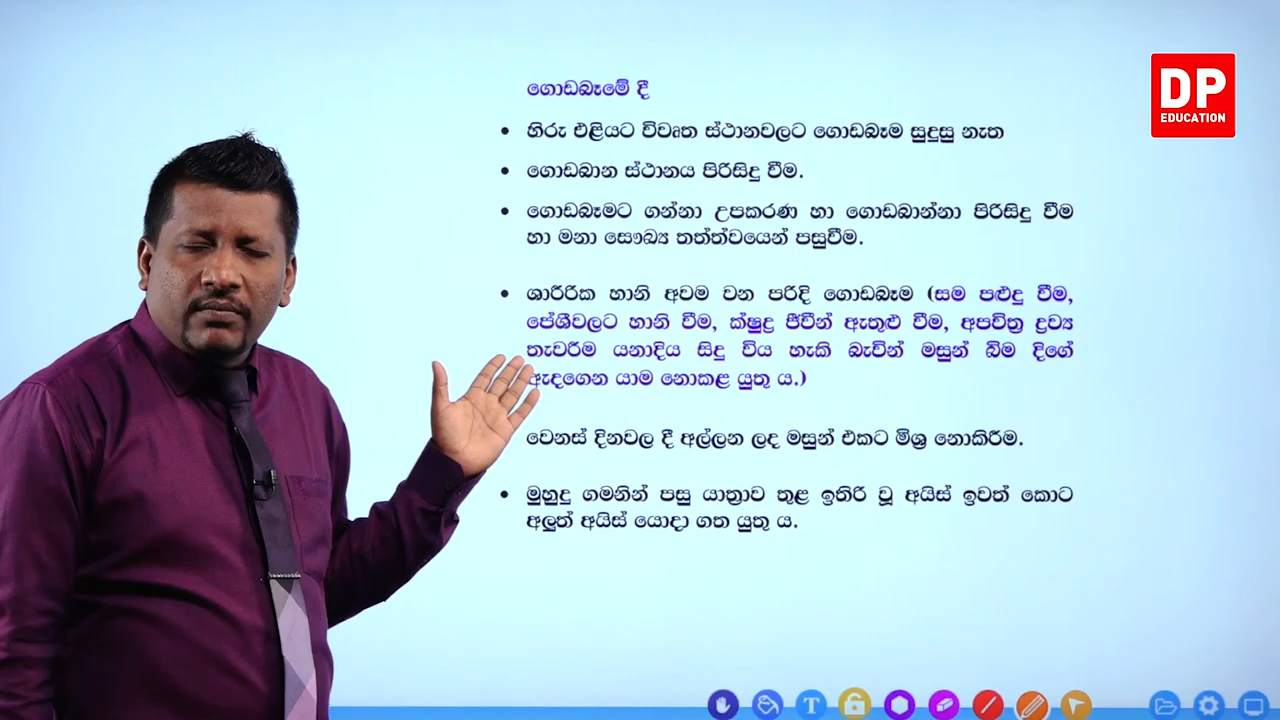 DP
EDUCATION
ගොඩබෑමේ දී
• හිරු එළියට විවෘත ස්ථානවලට ගොඩබෑම සුදුසු නැත
• ගොඩබාන ස්ථානය පිරිසිදු වීම.
• ගොඩබෑමට ගන්නා උපකරණ හා ගොඩබාන්නා පිරිසිදු වීම
හා මනා සෞඛ්‍ය තත්ත්වයෙන් පසුවීම.
• ශාරීරික හානි අවම වන පරිදි ගොඩබෑම (සම පළුදු වීම,
පේශීවලට හානි වීම, ක්ෂුද්‍ර ජීවීන් ඇතුළු වීම, අපවිත්‍ර ද්‍රව්‍ය
තැවරීම යනාදිය සිදු විය හැකි බැවින් මසුන් බිම දිගේ
ඇදගෙන යාම නොකළ යුතු ය.)
වෙනස් දිනවල දී අල්ලන ලද මසුන් එකට මිශ්‍ර නොකිරීම.
• මුහුදු ගමනින් පසු යාත්‍රාව තුළ ඉතිරි වූ අයිස් ඉවත් කොට
අලුත් අයිස් යොදා ගත යුතු ය.
T